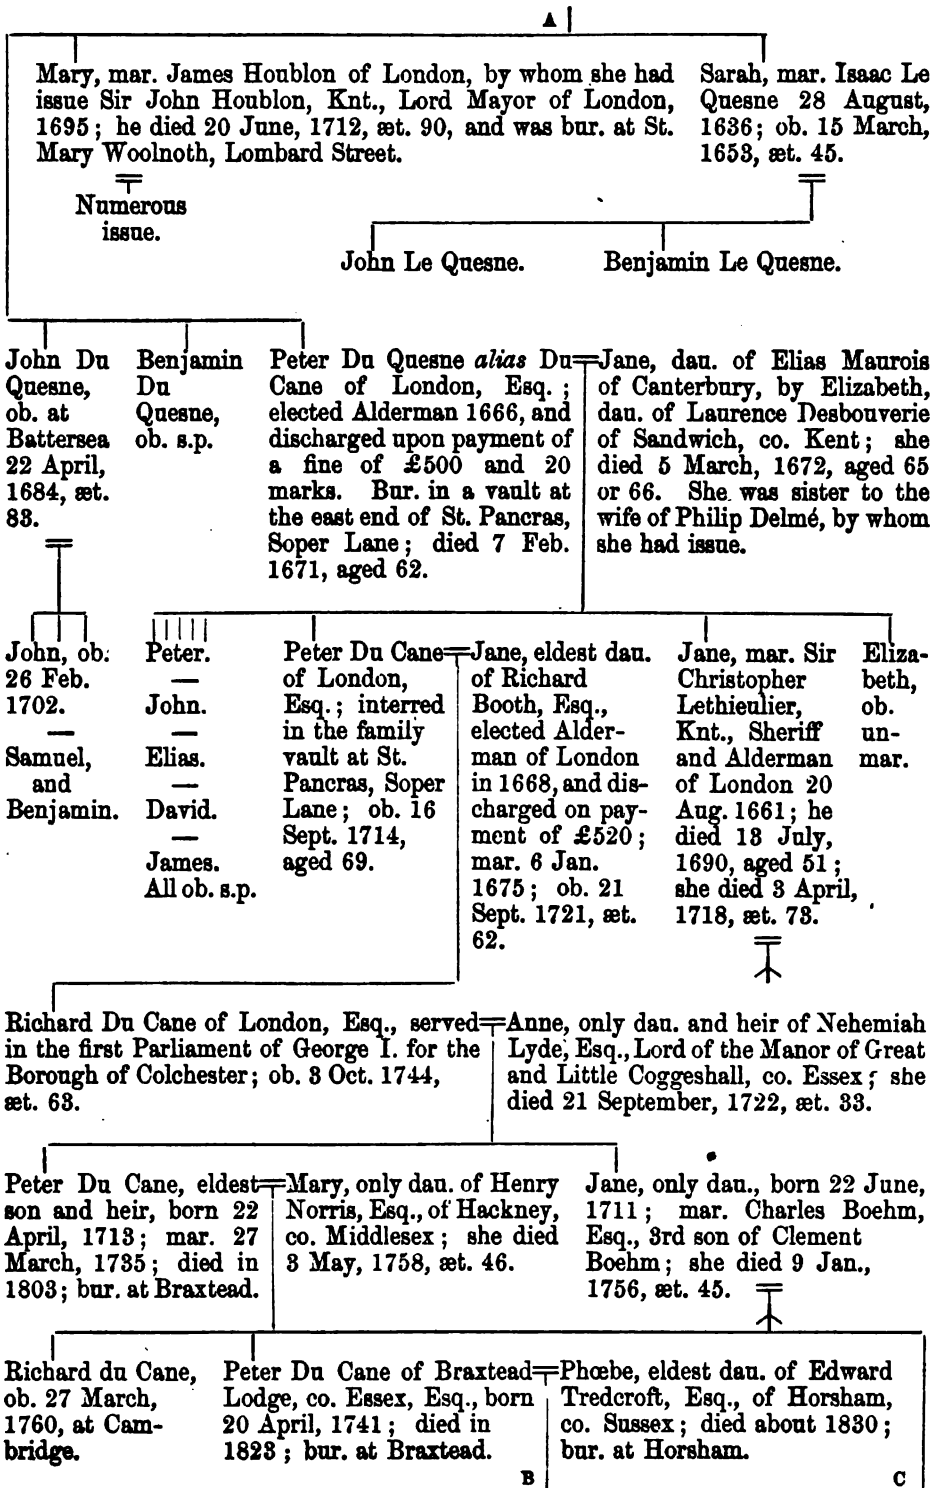 A
Mary, mar. James Houblon of London, by whom she had
issue Sir John Houblon, Knt., Lord Mayor of London,
1695; he died 20 June, 1712, æt. 90, and was bur. at St.
Mary Woolnoth, Lombard Street.
Numerous
issue.
Sarah, mar. Isaac Le
Quesne 28 August,
1636; ob. 15 March,
1653, æt. 45.
John Le Quesne.
Benjamin Le Quesne.
John Du
Quesne,
ob. at
Battersea
22 April,
1684, æt.
83.
Benjamin
Du
Quesne,
ob. s.p.
Peter Du Quesne alias Du
Cane of London, Esq.;
elected Alderman 1666, and
discharged upon payment of
a fine of £500 and 20
marks. Bur. in a vault at
the east end of St. Pancras,
Soper Lane; died 7 Feb.
1671, aged 62.
Jane, dau. of Elias Maurois
of Canterbury, by Elizabeth,
dau. of Laurence Desbouverie
of Sandwich, co. Kent; she
died 5 March, 1672, aged 65
or 66. She was sister to the
wife of Philip Delmé, by whom
she had issue.
John, ob.
26 Feb.
1702.
—
Samuel,
and
Benjamin.
Peter.
—
John.
—
Elias.
—
David.
—
James.
All ob. s.p.
Peter Du Cane
of London,
Esq.; interred
in the family
vault at St.
Pancras, Soper
Lane; ob. 16
Sept. 1714,
aged 69.
Jane, eldest dau.
of Richard
Booth, Esq.,
elected Alder-
man of London
in 1668, and dis-
charged on pay-
ment of £520;
mar. 6 Jan.
1675; ob. 21
Sept. 1721, æt.
62.
Jane, mar. Sir
Christopher
Lethieulier,
Knt., Sheriff
and Alderman
of London 20
Aug. 1661; he
died 13 July,
1690, aged 51;
she died 3 April,
1718, æt. 73.
Eliza-
beth,
ob.
un-
mar.
Richard Du Cane of London, Esq., served
in the first Parliament of George I. for the
Borough of Colchester; ob. 3 Oct. 1744,
æt. 63.
Anne, only dau. and heir of Nehemiah
Lyde, Esq., Lord of the Manor of Great
and Little Coggeshall, co. Essex; she
died 21 September, 1722, æt. 33.
Peter Du Cane, eldest
son and heir, born 22
April, 1713; mar. 27
March, 1735; died in
1803; bur. at Braxtead.
Mary, only dau. of Henry
Norris, Esq., of Hackney,
co. Middlesex; she died
3 May, 1758, æt. 46.
Jane, only dau., born 22 June,
1711; mar. Charles Boehm,
Esq., 3rd son of Clement
Boehm; she died 9 Jan.,
1756, æt. 45.
Richard du Cane,
ob. 27 March,
1760, at Cam-
bridge.
Peter Du Cane of Braxtead
Lodge, co. Essex, Esq., born
20 April, 1741; died in
1823; bur. at Braxtead.
Phœbe, eldest dau. of Edward
Tredcroft, Esq., of Horsham,
co. Sussex; died about 1830;
bur. at Horsham.
B
C